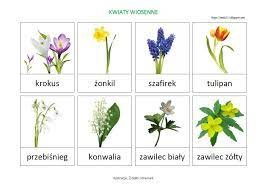 KWIATY WIOSENNE
krokus
żonkil
szafirek
tulipan
przebiśnieg
konwalia
zawilec biały
zawilec żółty